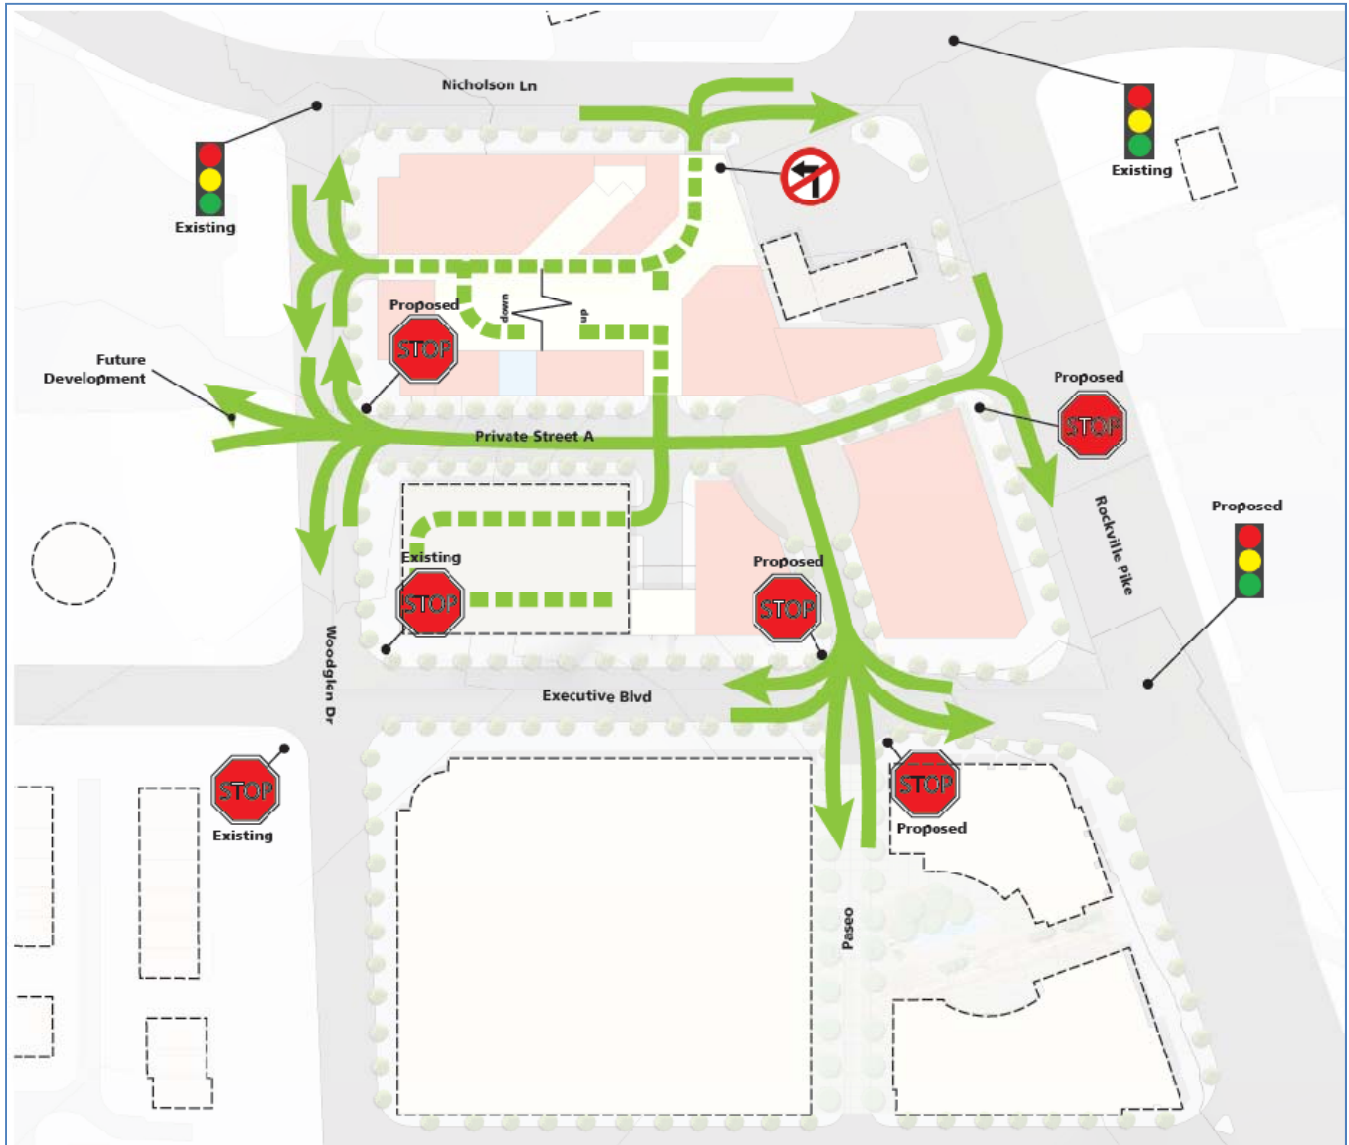 Nicholson Ln
Existing
Existing
Proposed
STOP
down
up
Future
Development
Proposed
STOP
Private Street A
Rockville Pike
Proposed
Existing
STOP
Proposed
STOP
Woodglen Dr
Executive Blvd
STOP
Existing
STOP
Proposed
Paseo